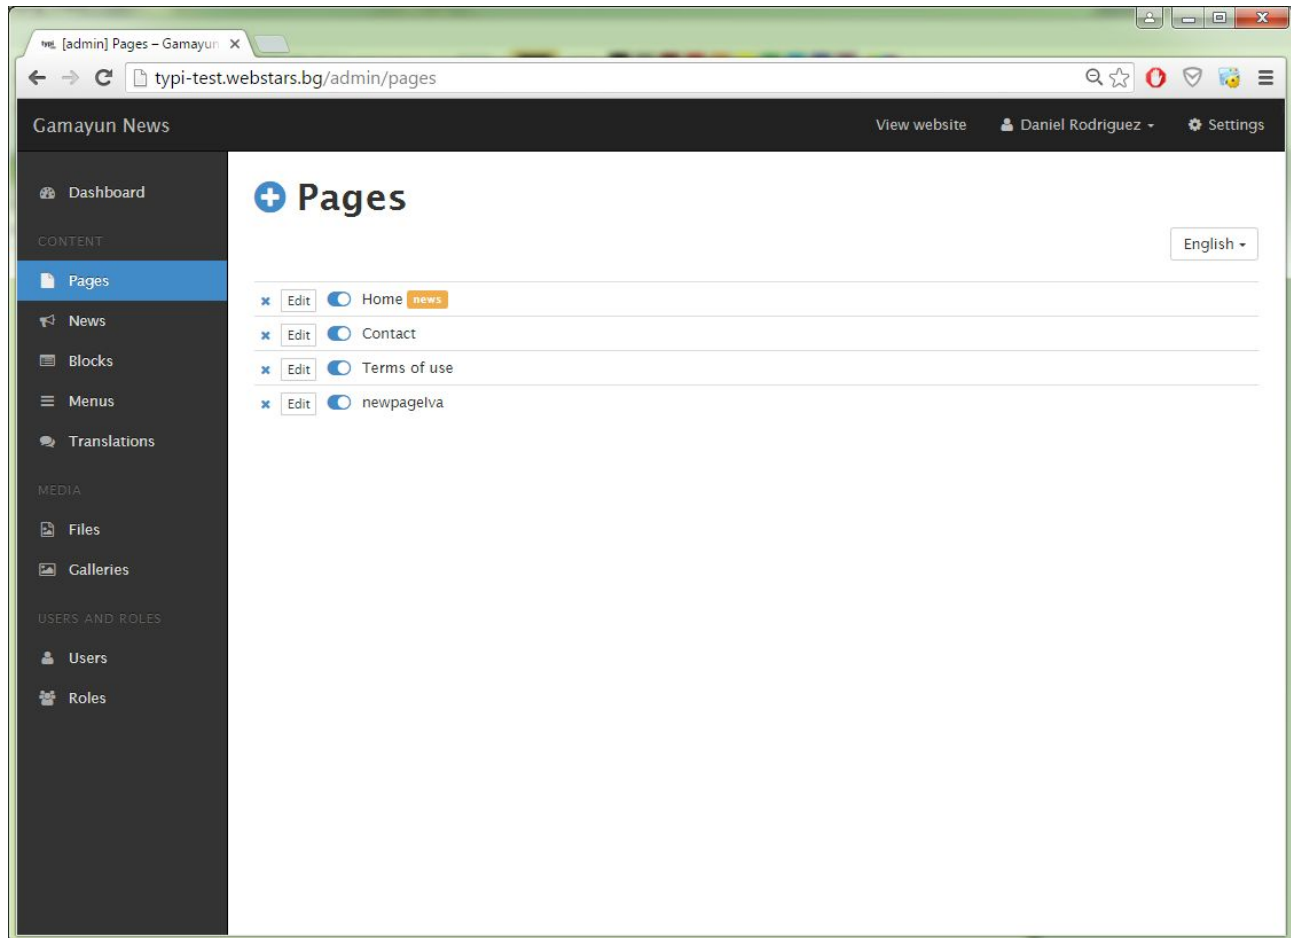 [admin] Pages – Gamayun
typi-test.webstars.bg/admin/pages
Gamayun News View website Daniel Rodriguez Settings
Dashboard
CONTENT
Pages
News
Blocks
Menus
Translations
MEDIA
Files
Galleries
USERS AND ROLES
Users
Roles
Pages
English
Edit Home news
Edit Contact
Edit Terms of use
Edit newpageIva